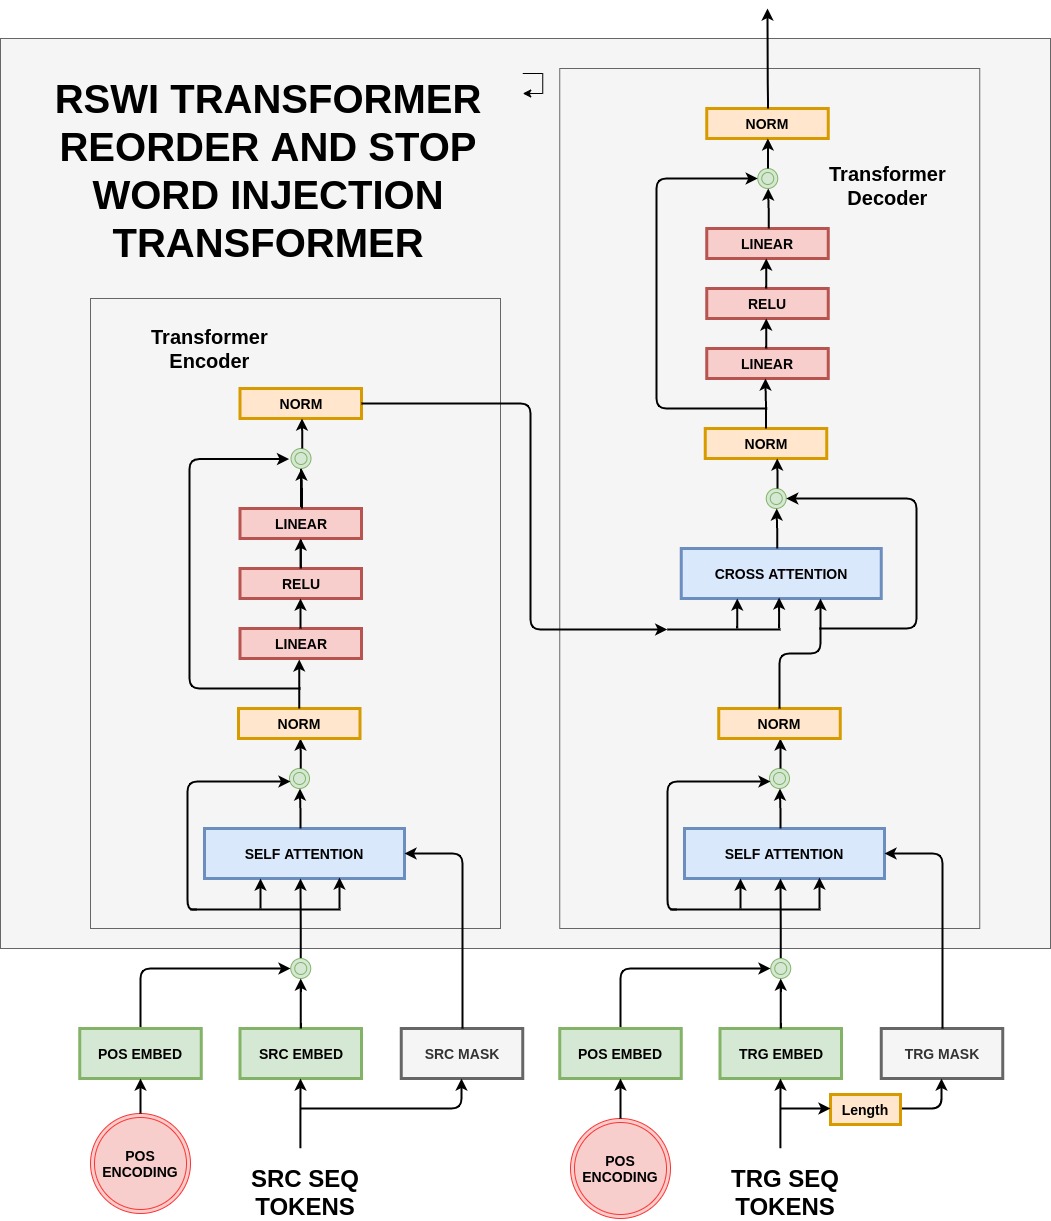 RSWI TRANSFORMER
REORDER AND STOP
WORD INJECTION
TRANSFORMER
Transformer
Encoder
NORM
LINEAR
RELU
LINEAR
NORM
SELF ATTENTION
POS EMBED
SRC EMBED
SRC MASK
POS
ENCODING
SRC SEQ
TOKENS
Transformer
Decoder
NORM
LINEAR
RELU
LINEAR
NORM
CROSS ATTENTION
NORM
SELF ATTENTION
POS EMBED
TRG EMBED
TRG MASK
Length
POS
ENCODING
TRG SEQ
TOKENS